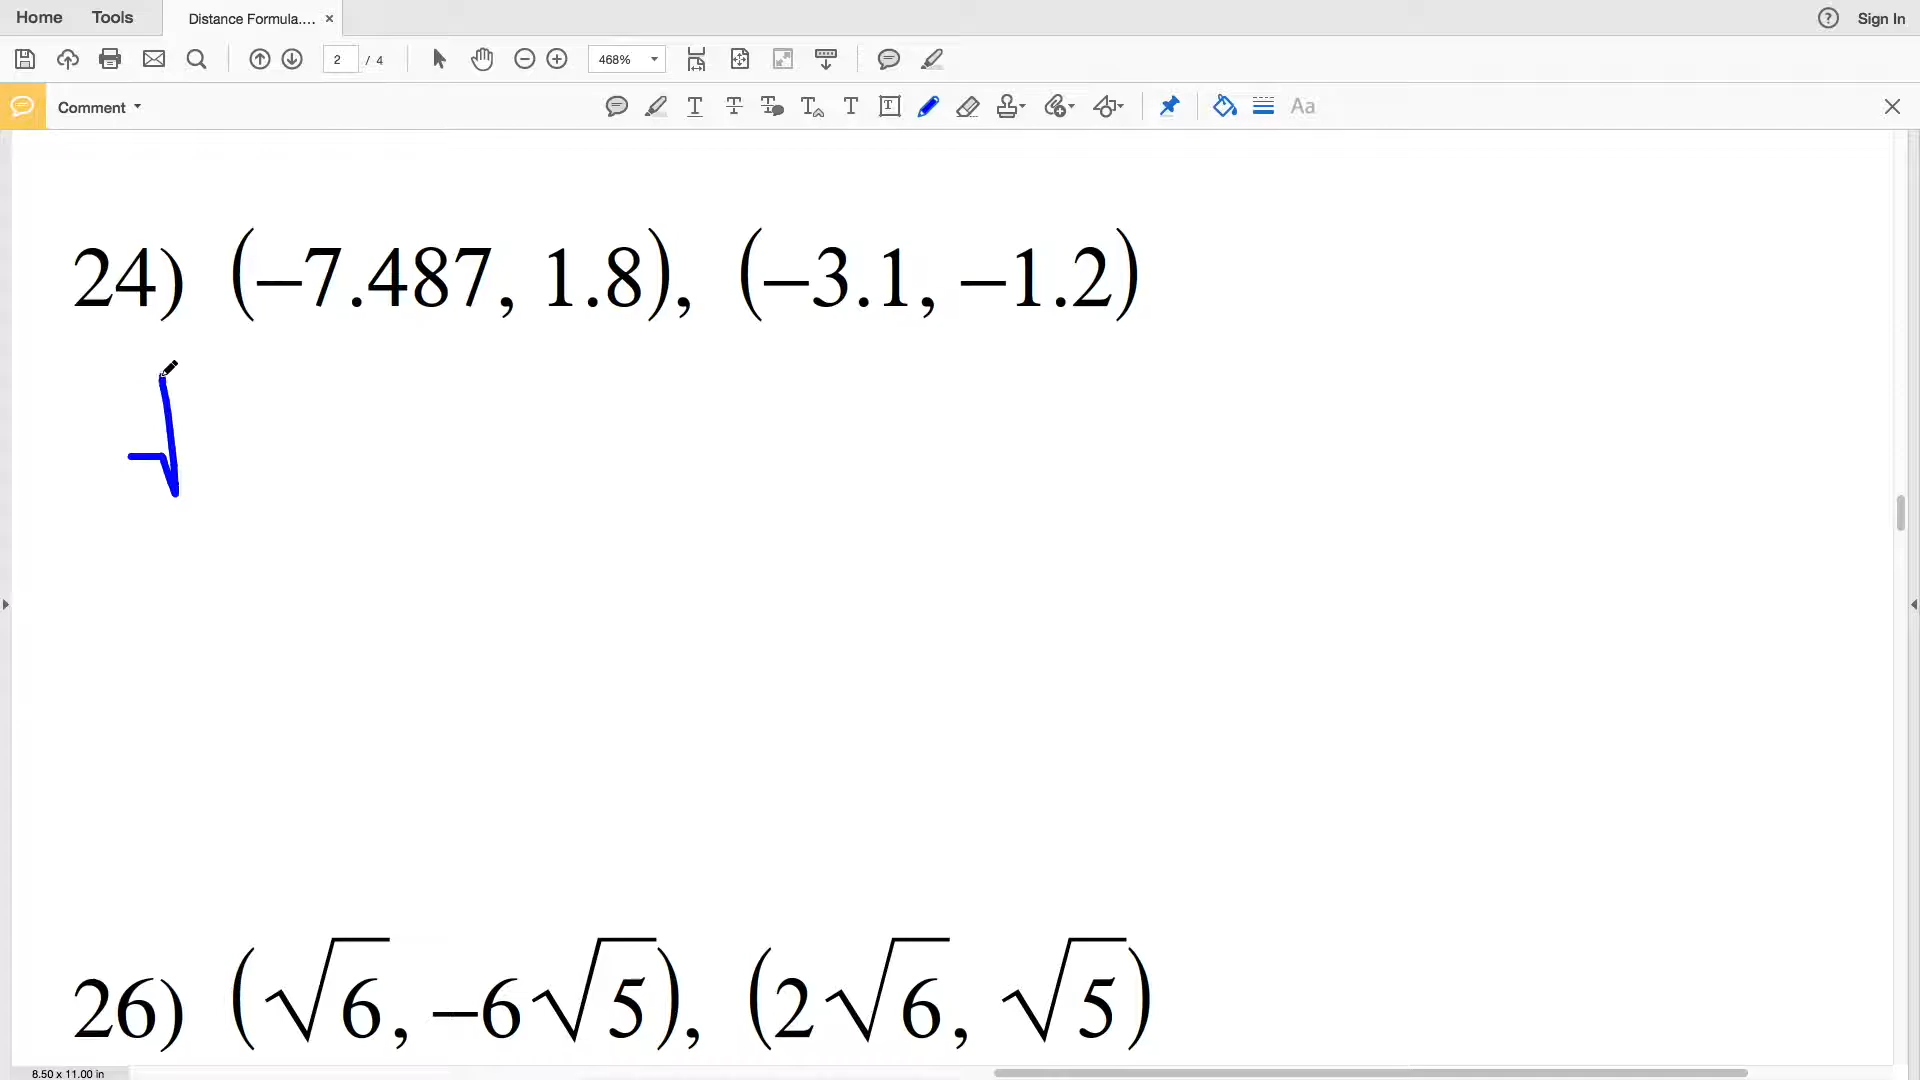 Home Tools Distance Formula.... × ? Sign In
2 / 4 468%
Comment Aa
24) (−7.487, 1.8), (−3.1, −1.2)
√
26) (√6, −6√5), (2√6, √5)
8.50 x 11.00 in